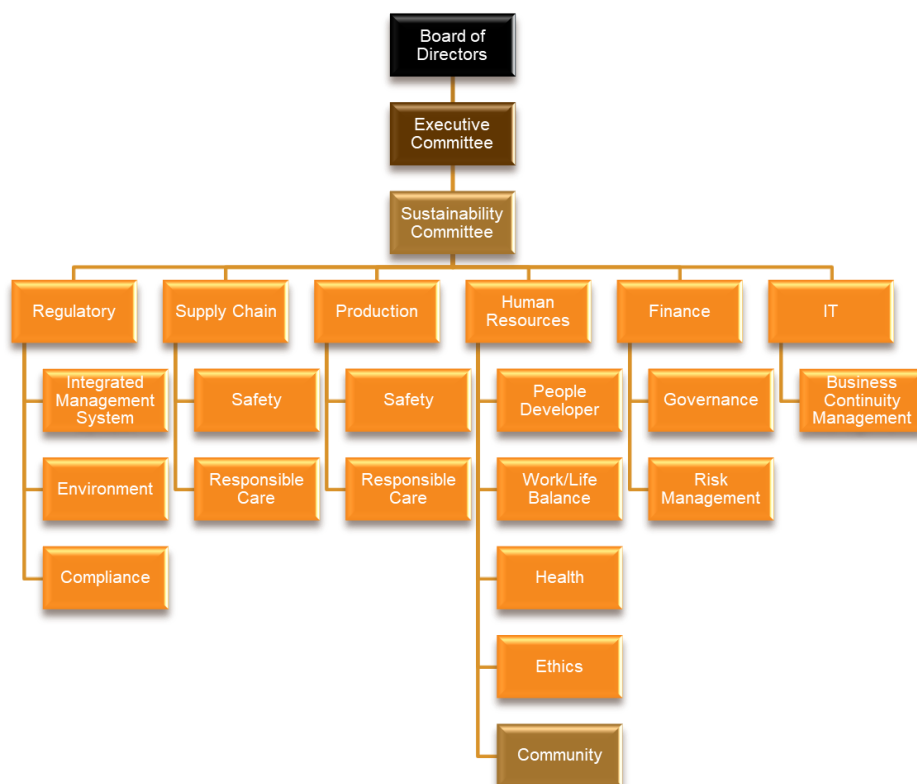 Board of
Directors
Executive
Committee
Sustainability
Committee
Regulatory
Supply Chain
Production
Human
Resources
Finance
IT
Integrated
Management
System
Safety
Safety
People
Developer
Governance
Business
Continuity
Management
Environment
Responsible
Care
Responsible
Care
Work/Life
Balance
Risk
Management
Compliance
Health
Ethics
Community